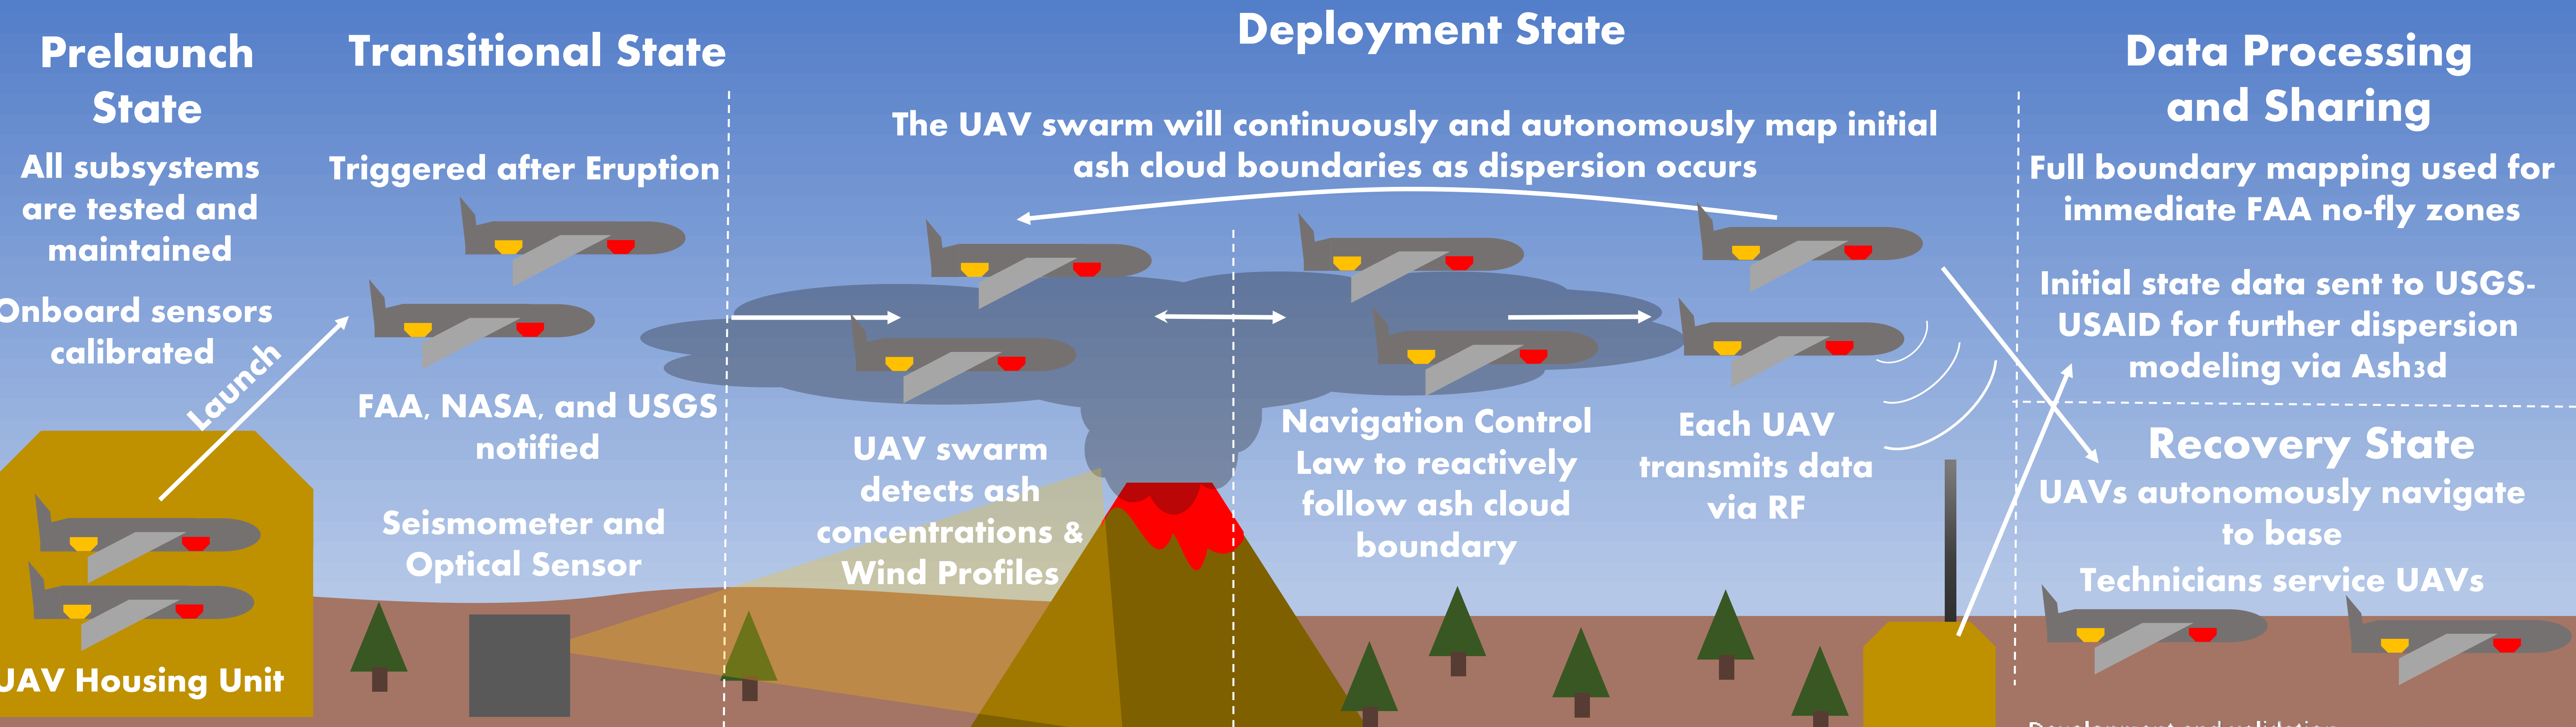 Prelaunch
State
All subsystems
are tested and
maintained
Onboard sensors
calibrated
Launch
UAV Housing Unit
Transitional State
Triggered after Eruption
FAA, NASA, and USGS
notified
Seismometer and
Optical Sensor
Deployment State
The UAV swarm will continuously and autonomously map initial
ash cloud boundaries as dispersion occurs
UAV swarm
detects ash
concentrations &
Wind Profiles
Navigation Control
Law to reactively
follow ash cloud
boundary
Each UAV
transmits data
via RF
Data Processing
and Sharing
Full boundary mapping used for
immediate FAA no-fly zones
Initial state data sent to USGS-
USAID for further dispersion
modeling via Ash3d
Recovery State
UAVs autonomously navigate
to base
Technicians service UAVs